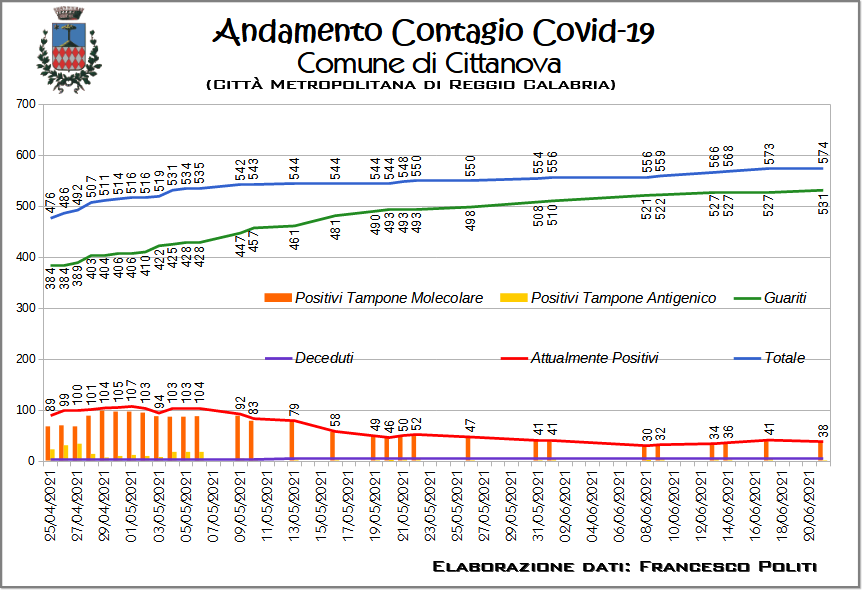 Andamento Contagio Covid-19
Comune di Cittanova
(Città Metropolitana di Reggio Calabria)
700
600
500
400
300
200
100
0
476 486 492 507 511 514 516 516 519 531 534 535 542 543 544 544 544 544 548 550 550 554 556 556 559 566 568 573 574
384 384 389 403 404 406 406 410 422 425 428 428 447 457 461 481 490 493 493 493 498 508 510 521 522 527 527 527 531
Positivi Tampone Molecolare Positivi Tampone Antigenico Guariti
Deceduti Attualmente Positivi Totale
89 99 100 101 104 105 107 103 94 103 103 104 92 83 79 58 49 46 50 52 47 41 41 30 32 34 36 41 38
25/04/2021 27/04/2021 29/04/2021 01/05/2021 03/05/2021 05/05/2021 07/05/2021 09/05/2021 11/05/2021 13/05/2021 15/05/2021 17/05/2021 19/05/2021 21/05/2021 23/05/2021 25/05/2021 27/05/2021 29/05/2021 31/05/2021 02/06/2021 04/06/2021 06/06/2021 08/06/2021 10/06/2021 12/06/2021 14/06/2021 16/06/2021 18/06/2021 20/06/2021
Elaborazione dati: Francesco Politi